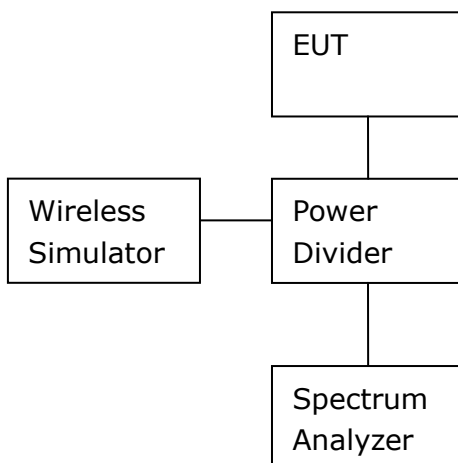 EUT
Wireless
Simulator
Power
Divider
Spectrum
Analyzer